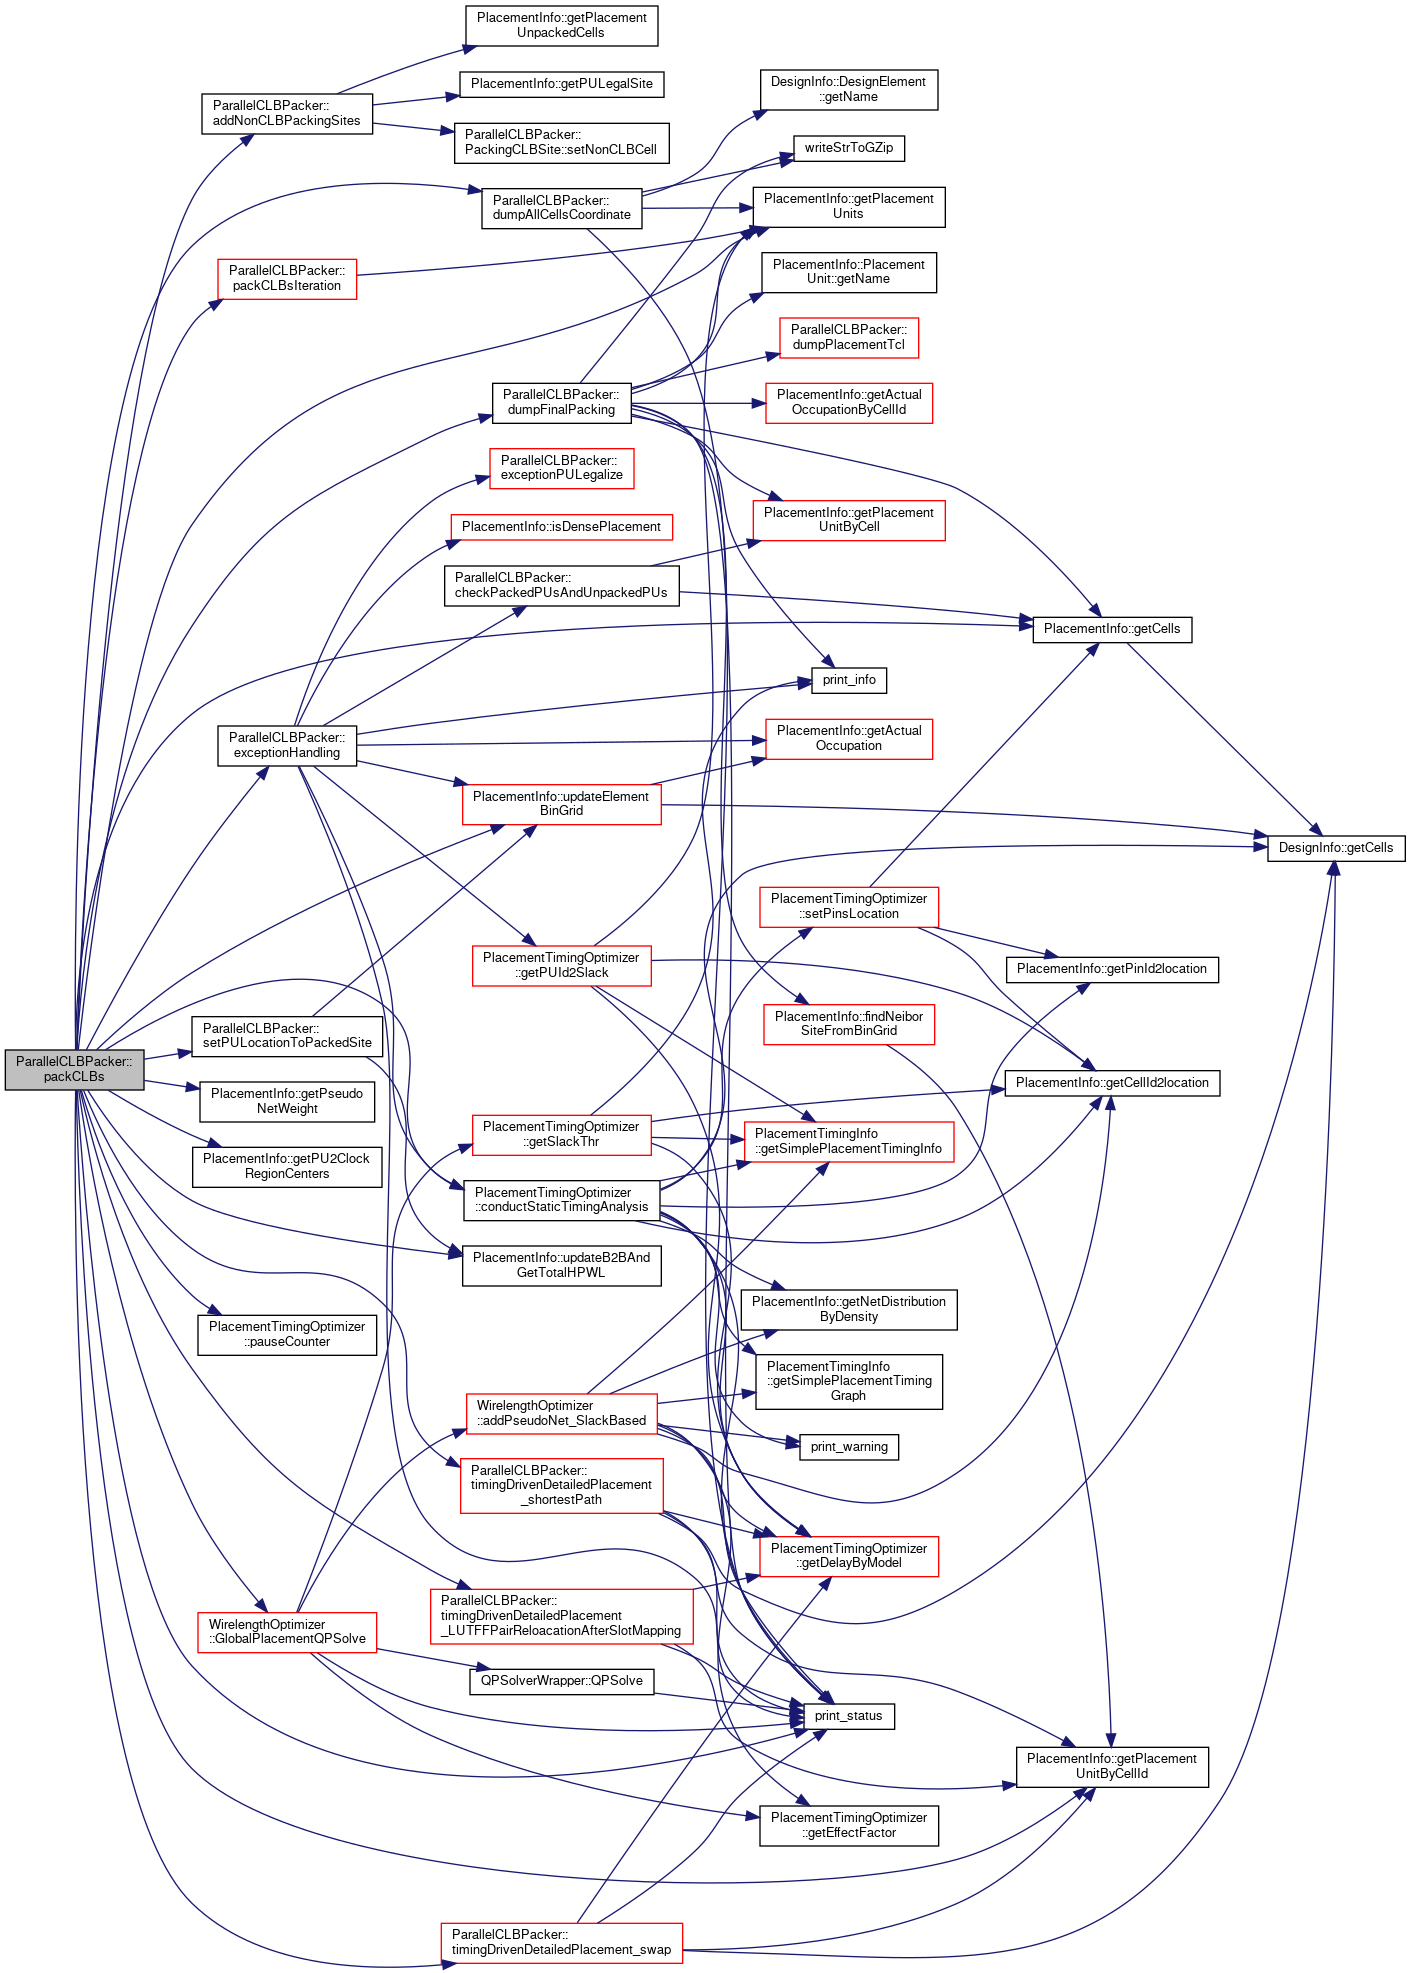 PlacementInfo::getPlacement
UnpackedCells
PlacementInfo::getPULegalSite
ParallelCLBPacker::
addNonCLBPackingSites
ParallelCLBPacker::
PackingCLBSite::setNonCLBCell
DesignInfo::DesignElement
::getName
writeStrToGZip
ParallelCLBPacker::
dumpAllCellsCoordinate
PlacementInfo::getPlacement
Units
ParallelCLBPacker::
packCLBsIteration
PlacementInfo::Placement
Unit::getName
ParallelCLBPacker::
dumpPlacementTcl
ParallelCLBPacker::
dumpFinalPacking
PlacementInfo::getActual
OccupationByCellId
ParallelCLBPacker::
exceptionPULegalize
PlacementInfo::getPlacement
UnitByCell
PlacementInfo::isDensePlacement
ParallelCLBPacker::
checkPackedPUsAndUnpackedPUs
PlacementInfo::getCells
print_info
ParallelCLBPacker::
exceptionHandling
PlacementInfo::getActual
Occupation
PlacementInfo::updateElement
BinGrid
DesignInfo::getCells
PlacementTimingOptimizer
::setPinsLocation
PlacementTimingOptimizer
::getPUId2Slack
PlacementInfo::getPinId2location
PlacementInfo::findNeibor
SiteFromBinGrid
ParallelCLBPacker::
setPULocationToPackedSite
ParallelCLBPacker::
packCLBs
PlacementInfo::getCellId2location
PlacementInfo::getPseudo
NetWeight
PlacementTimingOptimizer
::getSlackThr
PlacementTimingInfo
::getSimplePlacementTimingInfo
PlacementInfo::getPU2Clock
RegionCenters
PlacementTimingOptimizer
::conductStaticTimingAnalysis
PlacementInfo::updateB2BAnd
GetTotalHPWL
PlacementInfo::getNetDistribution
ByDensity
PlacementTimingOptimizer
::pauseCounter
PlacementTimingInfo
::getSimplePlacementTiming
Graph
WirelengthOptimizer
::addPseudoNet_SlackBased
print_warning
ParallelCLBPacker::
timingDrivenDetailedPlacement
_shortestPath
PlacementTimingOptimizer
::getDelayByModel
ParallelCLBPacker::
timingDrivenDetailedPlacement
_LUTFFPairReloacationAfterSlotMapping
WirelengthOptimizer
::GlobalPlacementQPSolve
QPSolverWrapper::QPSolve
print_status
PlacementInfo::getPlacement
UnitByCellId
PlacementTimingOptimizer
::getEffectFactor
ParallelCLBPacker::
timingDrivenDetailedPlacement_swap